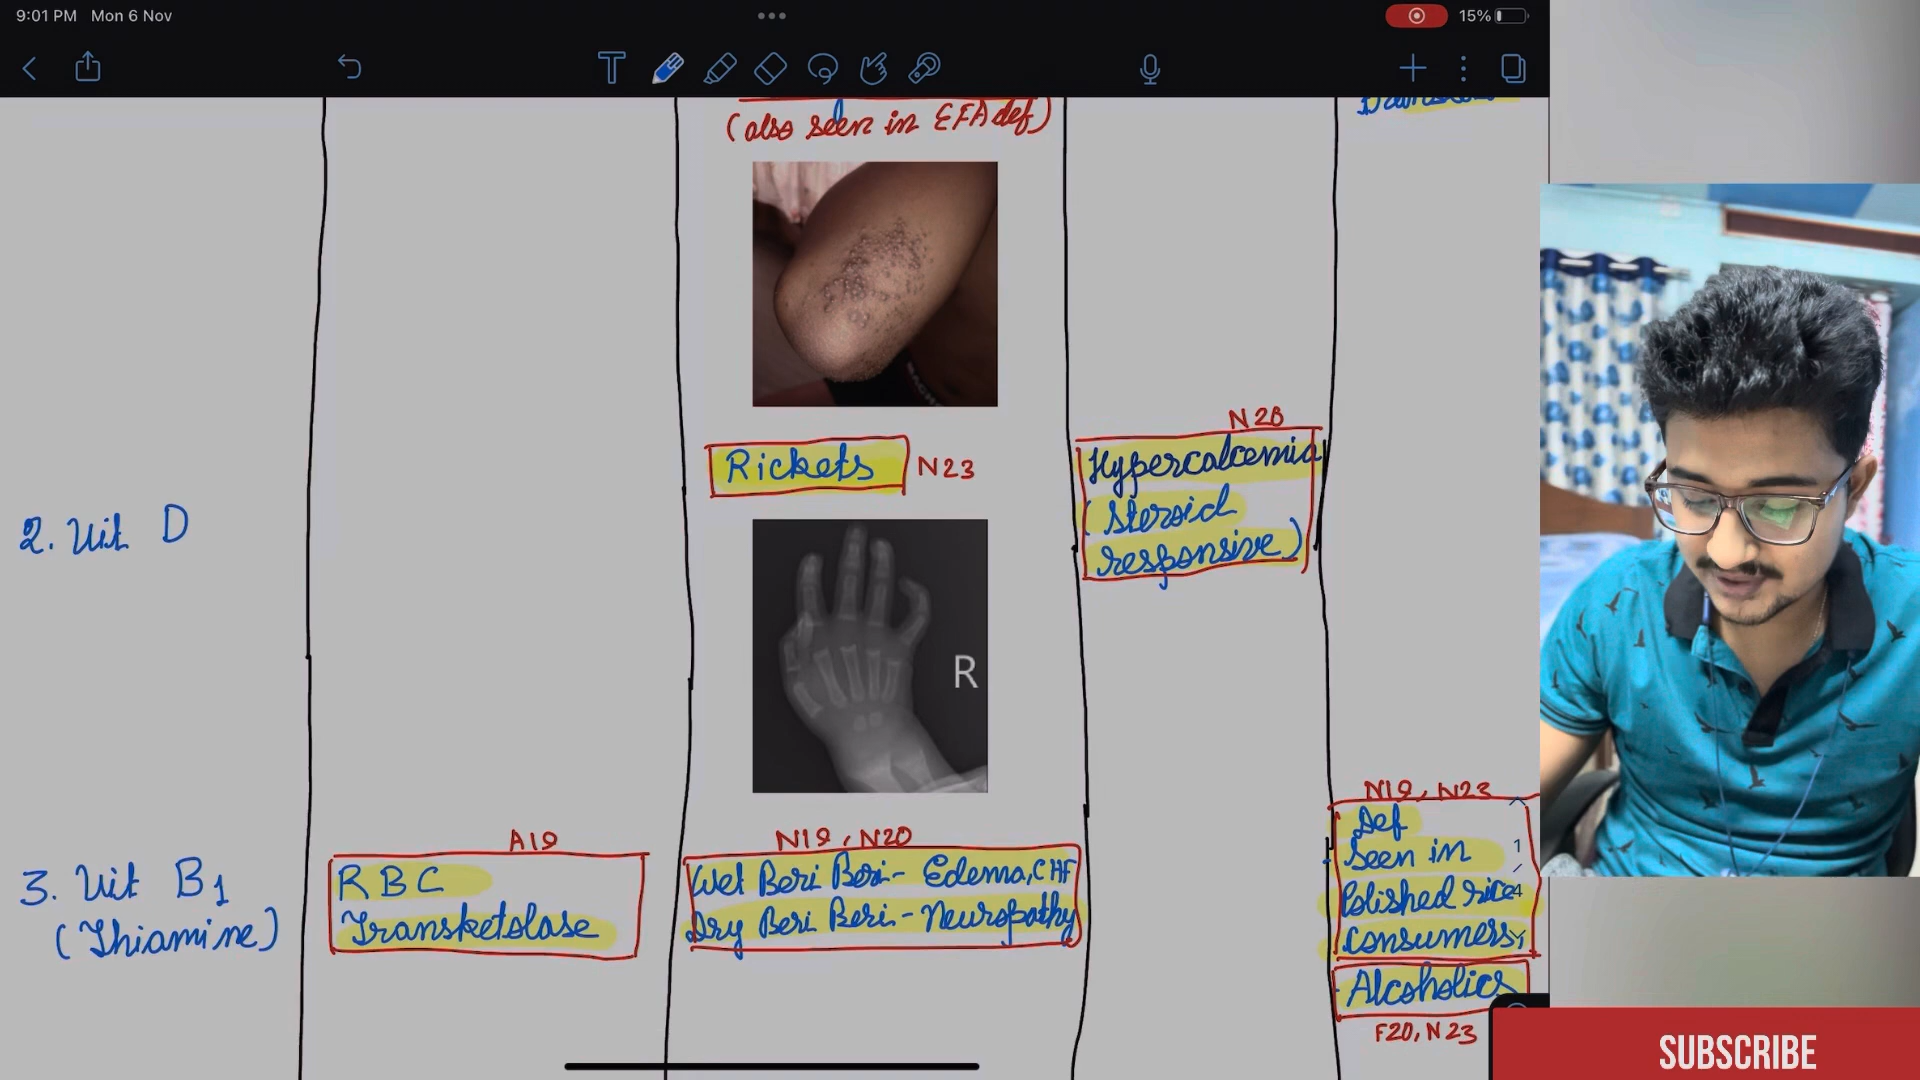 9:01 PM Mon 6 Nov
15%
(also seen in EFA def)
N20
Rickets N23
Hypercalcemia
(Steroid
responsive)
2. Vit D
R
N19, N23
Def
Seen in
Polished rice
consumers
A19
N19, N20
3. Vit B1
(Thiamine)
RBC
Transketolase
Wet Beri Beri - Edema, CHF
Dry Beri Beri - Neuropathy
Alcoholics
F20, N23
SUBSCRIBE